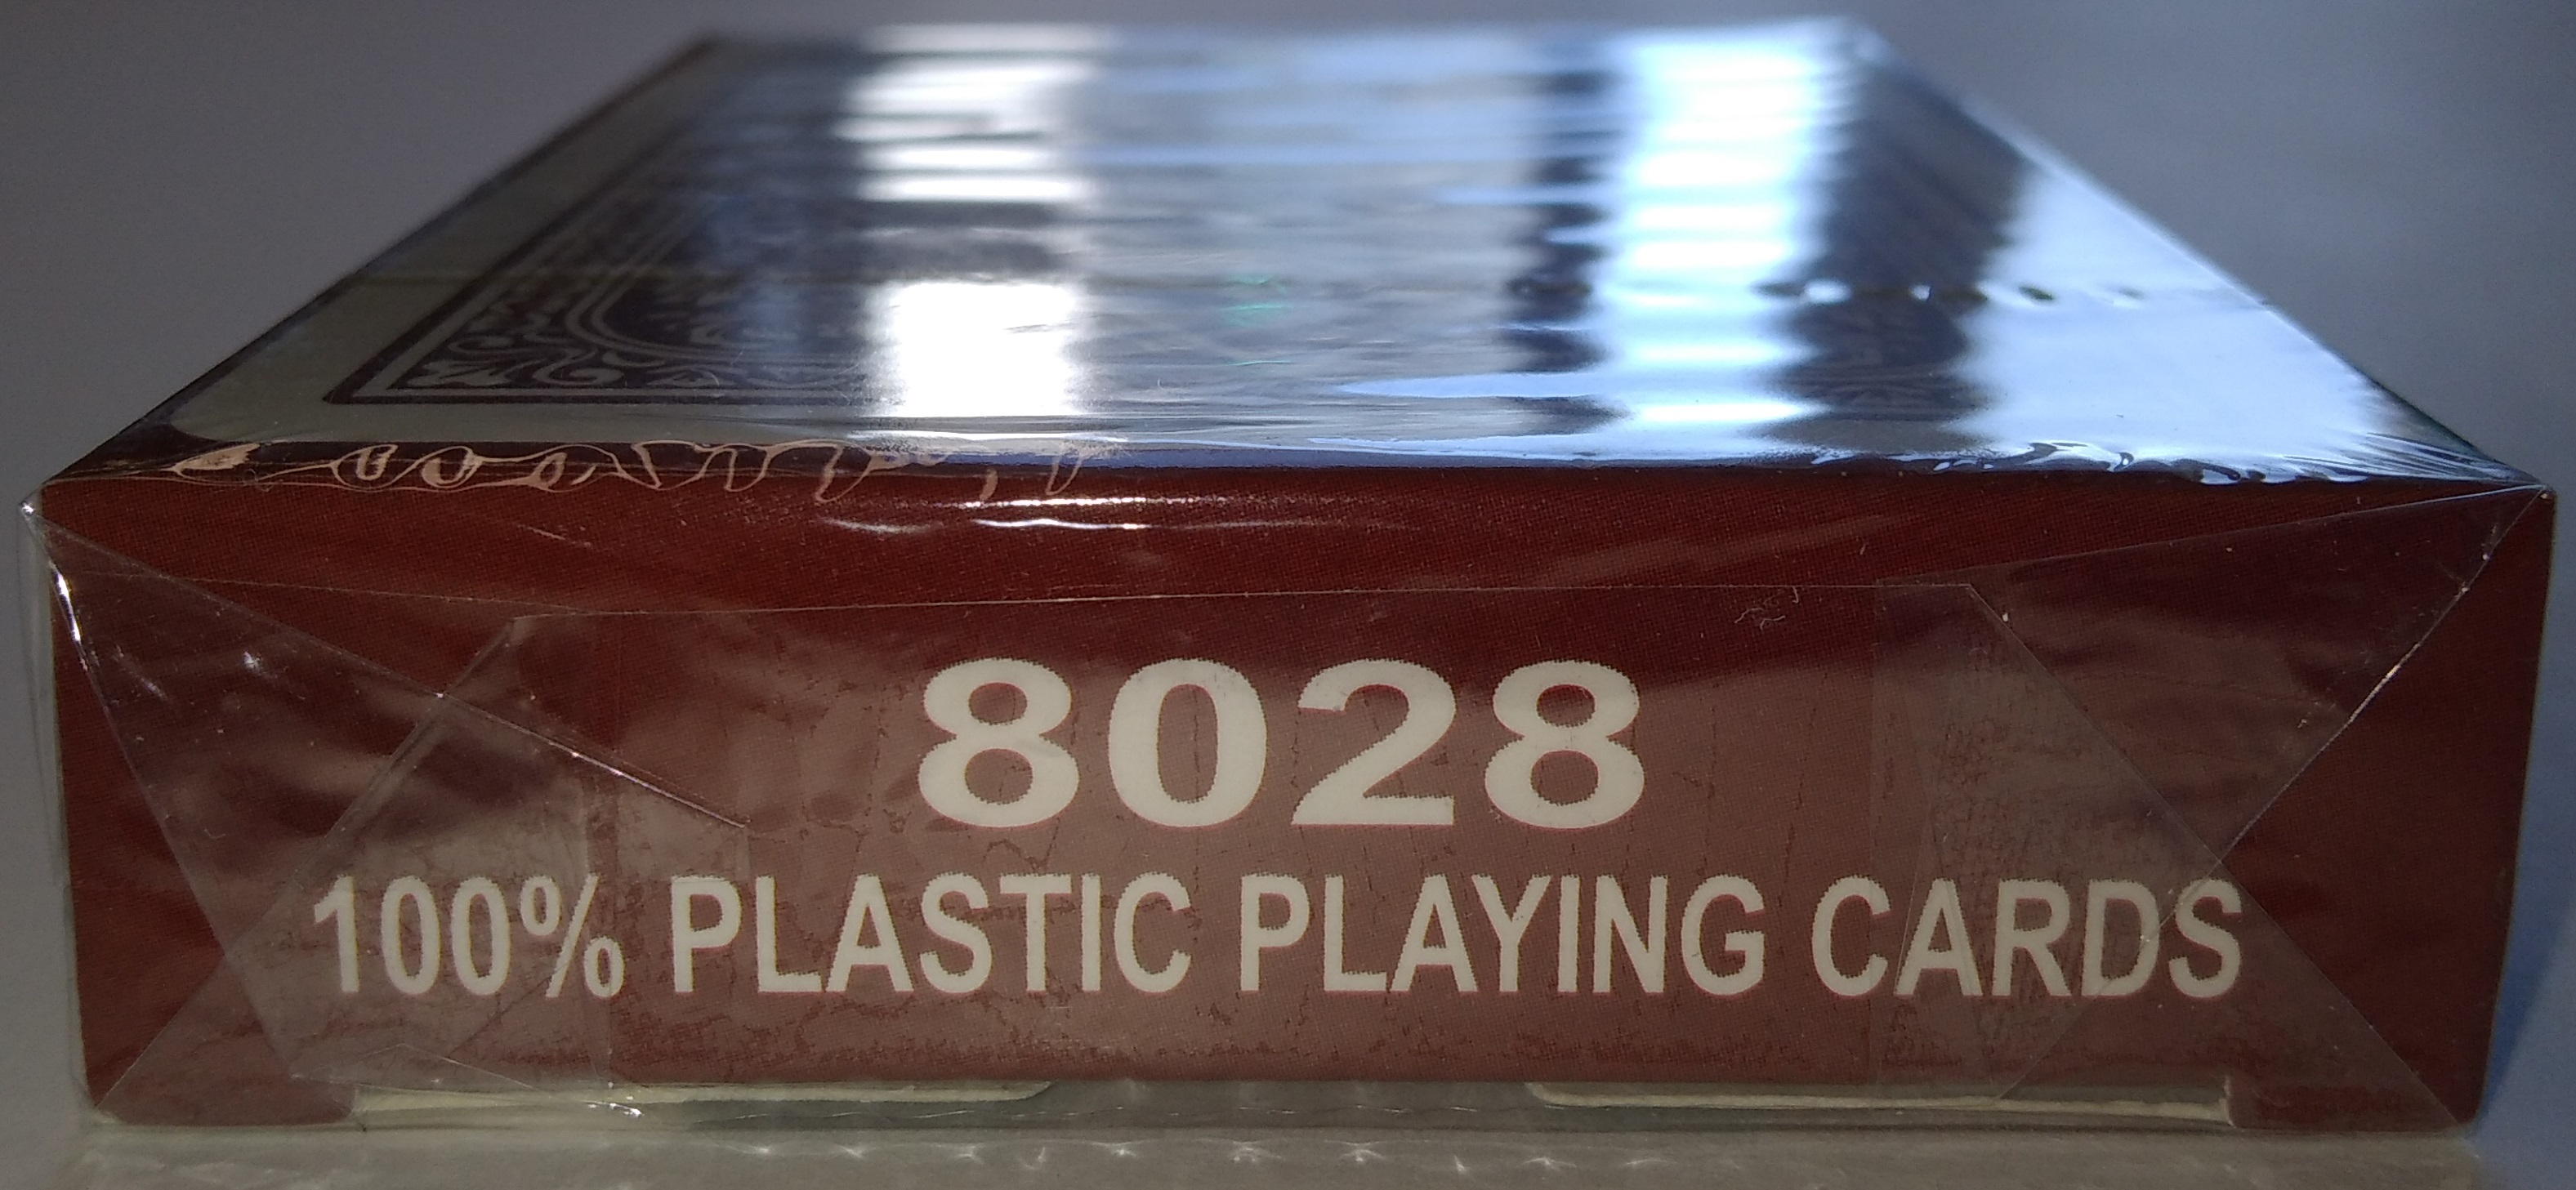 8028
100% PLASTIC PLAYING CARDS